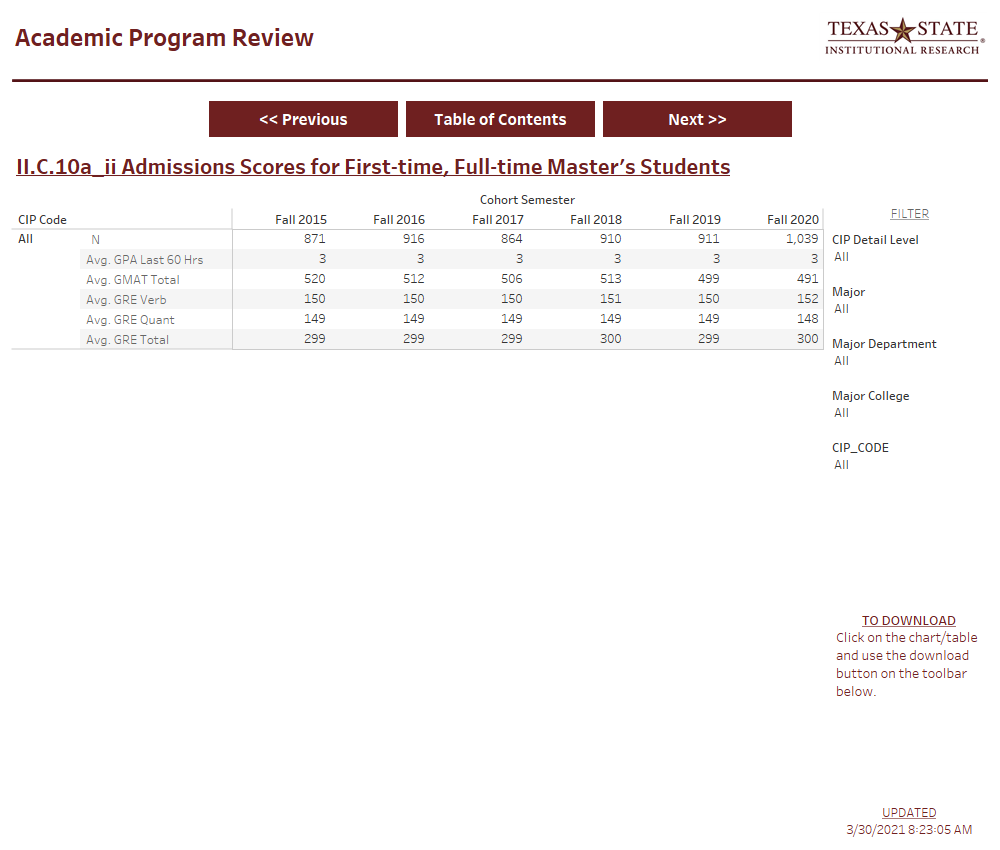 Academic Program Review
TEXAS STATE
INSTITUTIONAL RESEARCH®
<< Previous
Table of Contents
Next >>
II.C.10a_ii Admissions Scores for First-time, Full-time Master’s Students
Cohort Semester
CIP Code Fall 2015 Fall 2016 Fall 2017 Fall 2018 Fall 2019 Fall 2020
All N 871 916 864 910 911 1,039
Avg. GPA Last 60 Hrs 3 3 3 3 3 3
Avg. GMAT Total 520 512 506 513 499 491
Avg. GRE Verb 150 150 150 151 150 152
Avg. GRE Quant 149 149 149 149 149 148
Avg. GRE Total 299 299 299 300 299 300
FILTER
CIP Detail Level
All
Major
All
Major Department
All
Major College
All
CIP_CODE
All
TO DOWNLOAD
Click on the chart/table
and use the download
button on the toolbar
below.
UPDATED
3/30/2021 8:23:05 AM